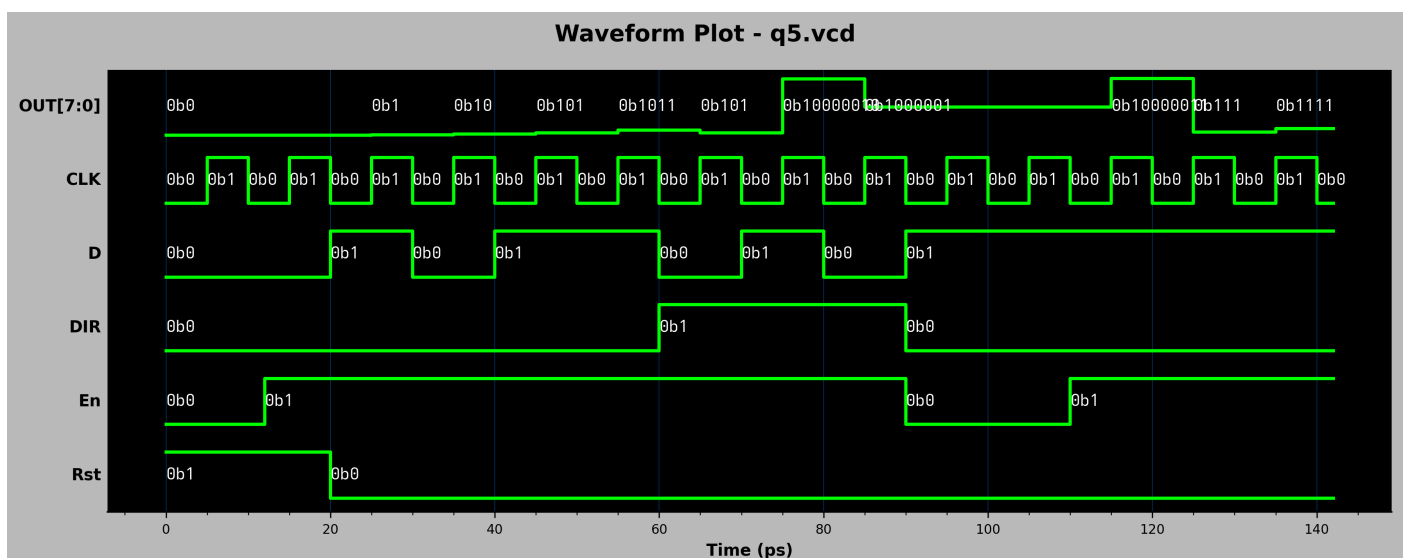 Waveform Plot - q5.vcd
OUT[7:0] 0b0 0b1 0b10 0b101 0b1011 0b101 0b10000010 0b1000001 0b10000011 0b111 0b1111
CLK 0b0 0b1 0b0 0b1 0b0 0b1 0b0 0b1 0b0 0b1 0b0 0b1 0b0 0b1 0b0 0b1 0b0 0b1 0b0 0b1 0b0 0b1 0b0 0b1 0b0 0b1 0b0 0b1 0b0
D 0b0 0b1 0b0 0b1 0b0 0b1 0b0 0b1
DIR 0b0 0b1 0b0
En 0b0 0b1 0b0 0b1
Rst 0b1 0b0
0 20 40 60 80 100 120 140
Time (ps)